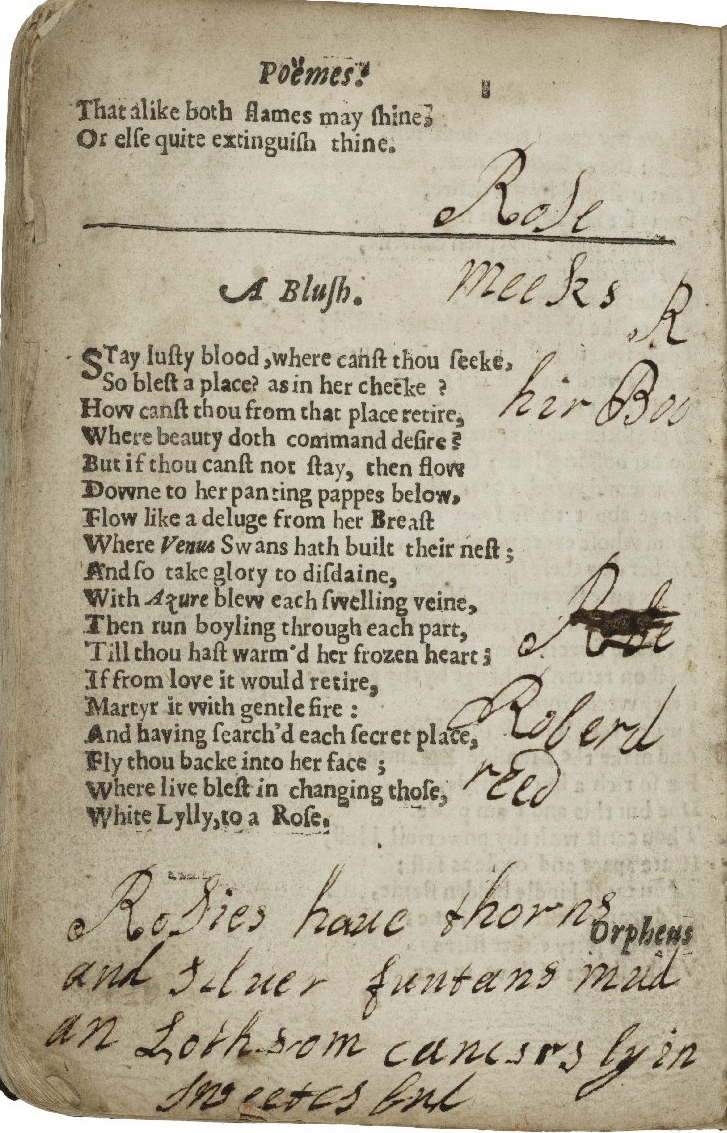 Poëmes.
That alike both flames may ſhine;
Or elſe quite extinguiſh thine.
Roſe
A Bluſh.
meeks
R
STay luſty blood, where canſt thou ſeeke,
So bleſt a place? as in her cheeke ?
hir Boo
How canſt thou from that place retire,
Where beauty doth command deſire?
But if thou canſt not ſtay, then flow
Downe to her panting pappes below,
Flow like a deluge from her Breaſt
Where Venus Swans hath built their neſt ;
And ſo take glory to diſdaine,
With Azure blew each ſwelling veine,
Then run boyling through each part,
Till thou haſt warm'd her frozen heart ;
If from love it would retire,
Martyr it with gentle fire :
Roberd
And having ſearch'd each ſecret place,
Fly thou backe into her face ;
reed
Where live bleſt in changing thoſe,
White Lylly, to a Roſe.
Roſies haue thorns
Orpheus
and siluer funtans mud
an Lothsom cancsrs ly in
sweetes bud